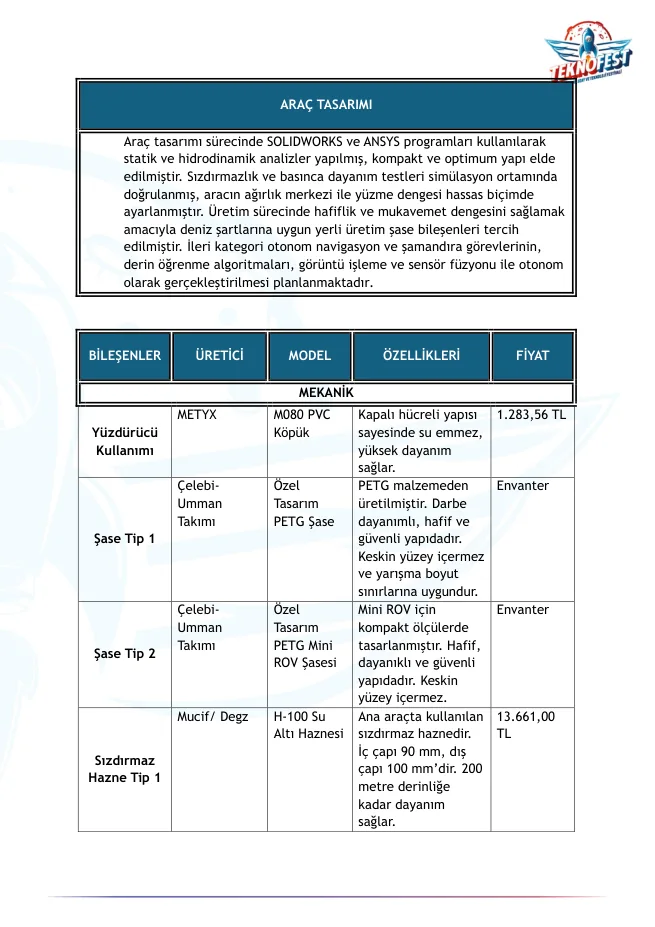 TEKNOFEST
ARAÇ TASARIMI
Araç tasarımı sürecinde SOLIDWORKS ve ANSYS programları kullanılarak
statik ve hidrodinamik analizler yapılmış, kompakt ve optimum yapı elde
edilmiştir. Sızdırmazlık ve basınca dayanım testleri simülasyon ortamında
doğrulanmış, aracın ağırlık merkezi ile yüzme dengesi hassas biçimde
ayarlanmıştır. Üretim sürecinde hafiflik ve mukavemet dengesini sağlamak
amacıyla deniz şartlarına uygun yerli üretim şase bileşenleri tercih
edilmiştir. İleri kategori otonom navigasyon ve şamandıra görevlerinin,
derin öğrenme algoritmaları, görüntü işleme ve sensör füzyonu ile otonom
olarak gerçekleştirilmesi planlanmaktadır.
BİLEŞENLER ÜRETİCİ MODEL ÖZELLİKLERİ FİYAT
MEKANİK
Yüzdürücü
Kullanımı
METYX
M080 PVC
Köpük
Kapalı hücreli yapısı
sayesinde su emmez,
yüksek dayanım
sağlar.
1.283,56 TL
Şase Tip 1
Çelebi-
Umman
Takımı
Özel
Tasarım
PETG Şase
PETG malzemeden
üretilmiştir. Darbe
dayanımlı, hafif ve
güvenli yapıdadır.
Keskin yüzey içermez
ve yarışma boyut
sınırlarına uygundur.
Envanter
Şase Tip 2
Çelebi-
Umman
Takımı
Özel
Tasarım
PETG Mini
ROV Şasesi
Mini ROV için
kompakt ölçülerde
tasarlanmıştır. Hafif,
dayanıklı ve güvenli
yapıdadır. Keskin
yüzey içermez.
Envanter
Sızdırmaz
Hazne Tip 1
Mucif/ Degz
H-100 Su
Altı Haznesi
Ana araçta kullanılan
sızdırmaz haznedir.
İç çapı 90 mm, dış
çapı 100 mm’dir. 200
metre derinliğe
kadar dayanım
sağlar.
13.661,00
TL